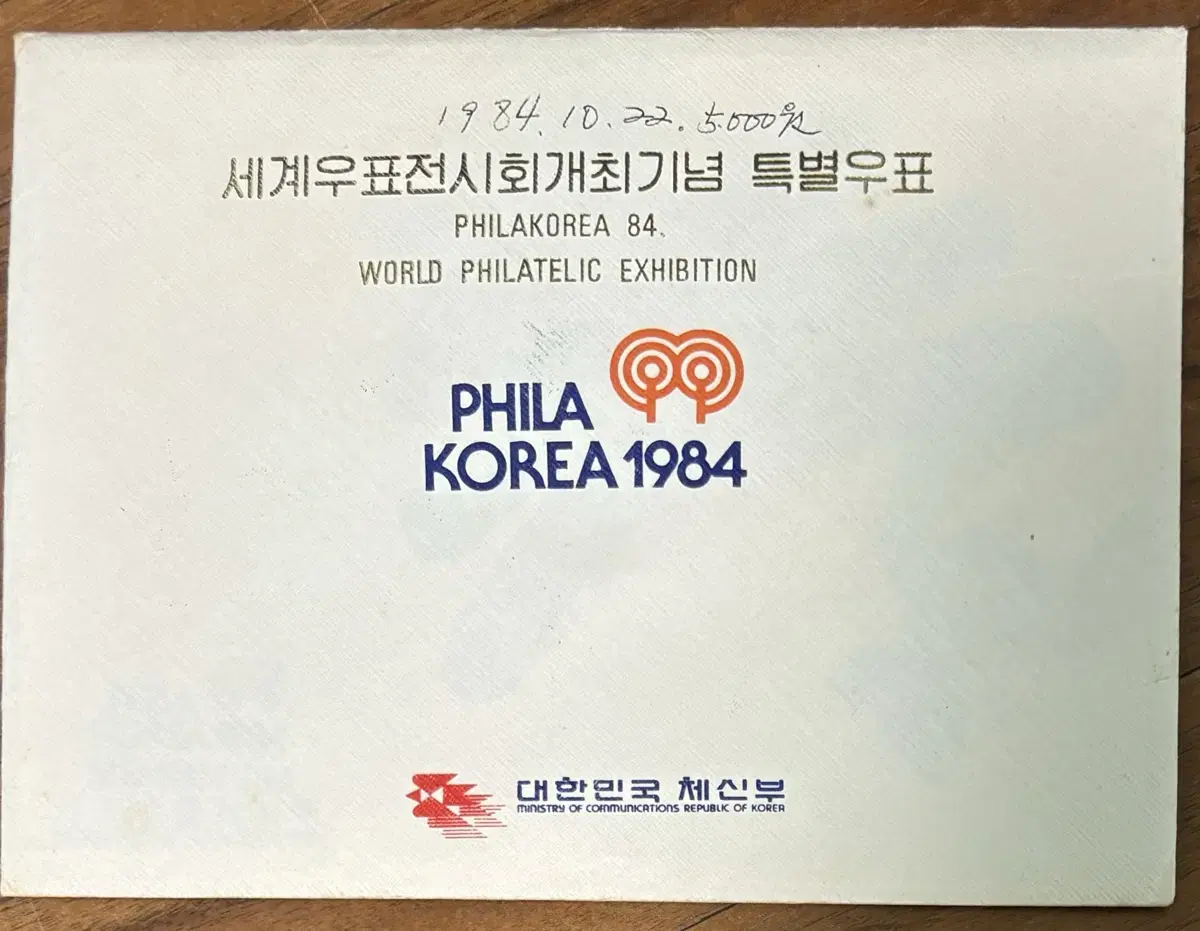 1984. 10. 22. 5.000원
세계우표전시회개최기념 특별우표
PHILAKOREA 84.
WORLD PHILATELIC EXHIBITION
PHILA
KOREA 1984
대한민국 체신부
MINISTRY OF COMMUNICATIONS REPUBLIC OF KOREA